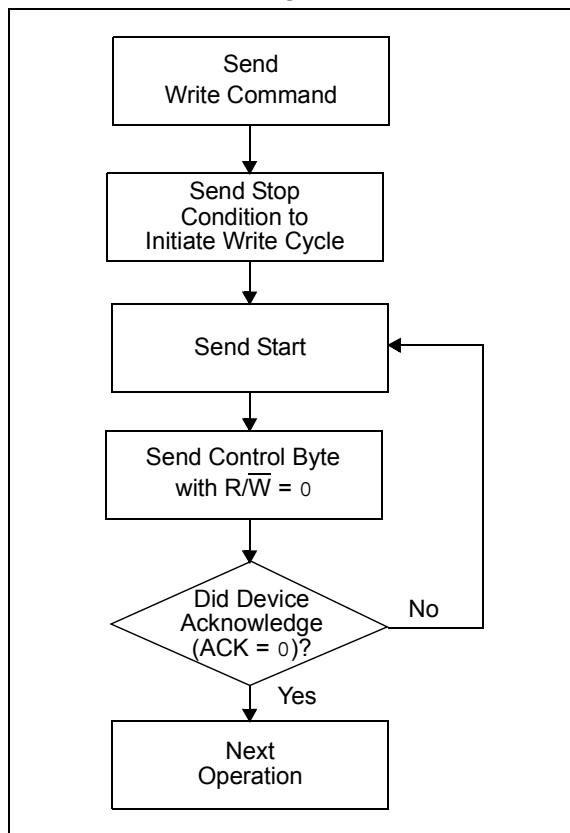 Send
Write Command
Send Stop
Condition to
Initiate Write Cycle
Send Start
Send Control Byte
with R/W̅ = 0
Did Device
Acknowledge
(ACK = 0)?
No
Yes
Next
Operation